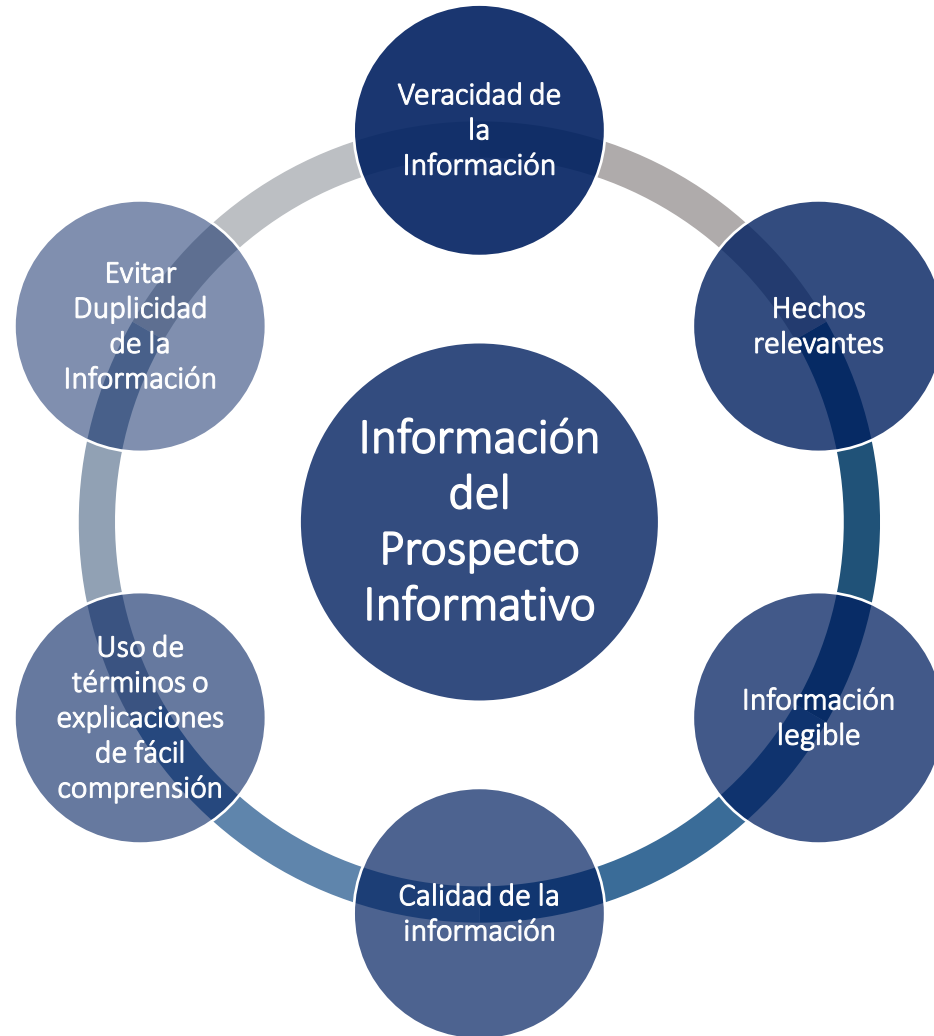 Veracidad de
la
Información
Hechos
relevantes
Información
legible
Calidad de la
información
Uso de
términos o
explicaciones
de fácil
comprensión
Evitar
Duplicidad
de la
Información
Información
del
Prospecto
Informativo